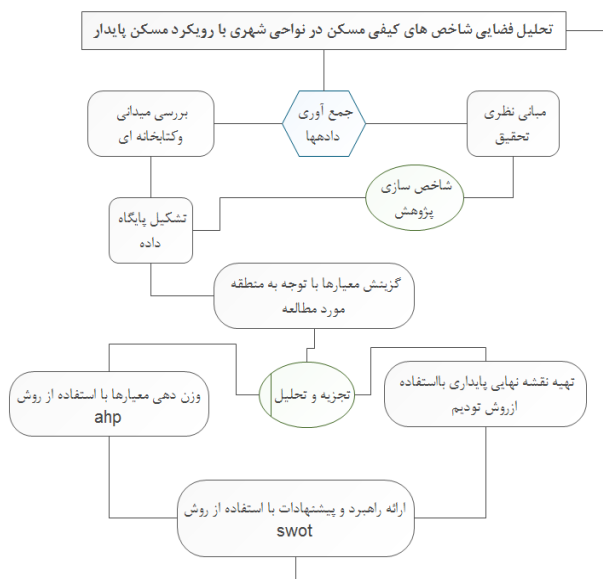 تحلیل فضایی شاخص های کیفی مسکن در نواحی شهری با رویکرد مسکن پایدار
مبانی نظری
تحقیق
جمع آوری
دادهها
بررسی میدانی
وکتابخانه ای
شاخص سازی
پژوهش
تشکیل پایگاه
داده
گزینش معیارها با توجه به منطقه
مورد مطالعه
تهیه نقشه نهایی پایداری بااستفاده
ازروش تودیم
تجزیه و تحلیل
وزن دهی معیارها با استفاده از روش
ahp
ارائه راهبرد و پیشنهادات با استفاده از روش
swot